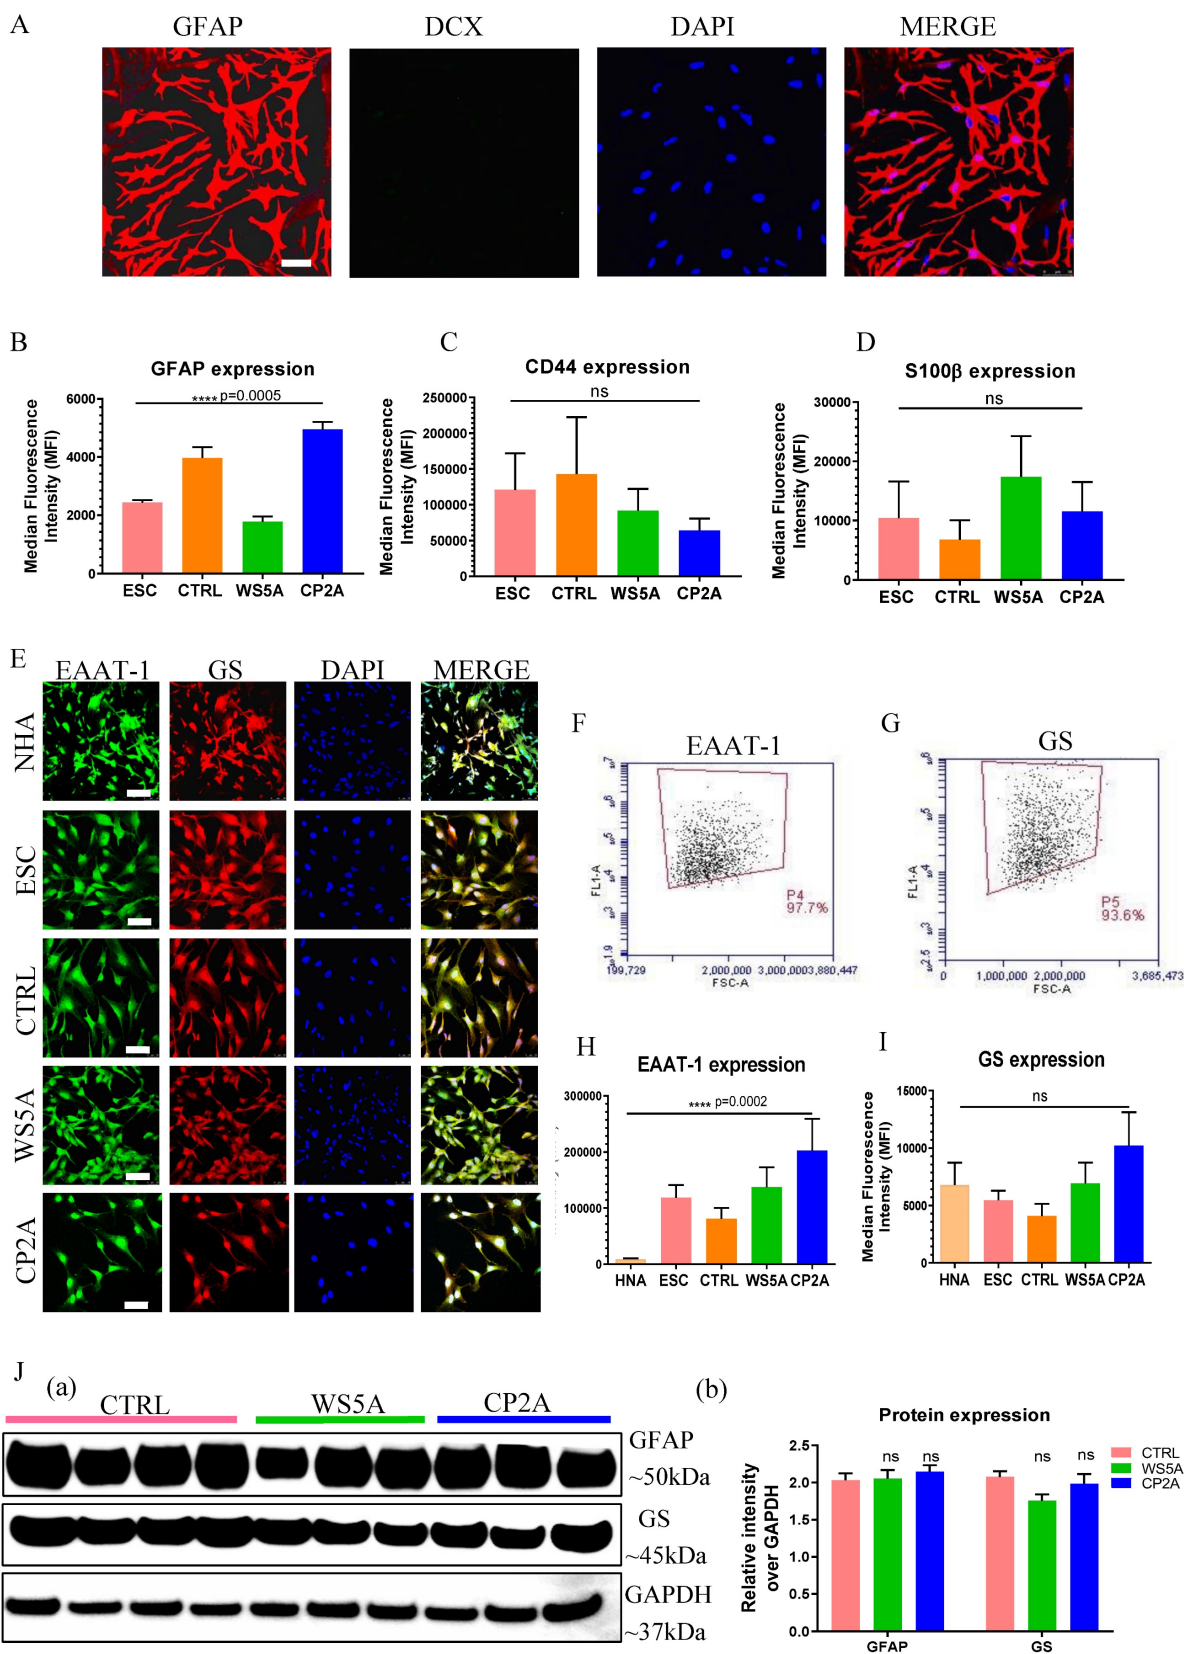 A
GFAP DCX DAPI MERGE
B
GFAP expression
**** p=0.0005
Median Fluorescence
Intensity (MFI)
6000
4000
2000
0
ESC CTRL WS5A CP2A
C
CD44 expression
ns
Median Fluorescence
Intensity (MFI)
250000
200000
150000
100000
50000
0
ESC CTRL WS5A CP2A
D
S100β expression
ns
Median Fluorescence
Intensity (MFI)
30000
20000
10000
0
ESC CTRL WS5A CP2A
E
EAAT-1 GS DAPI MERGE
NHA
ESC
CTRL
WS5A
CP2A
F
EAAT-1
FL1-A
P4
97.7%
199,729 2,000,000 3,000,000 3,880,447
FSC-A
G
GS
FL1-A
P5
93.6%
0 1,000,000 2,000,000 3,685,473
FSC-A
H
EAAT-1 expression
**** p=0.0002
300000
200000
100000
0
HNA ESC CTRL WS5A CP2A
I
GS expression
ns
Median Fluorescence
Intensity (MFI)
15000
10000
5000
0
HNA ESC CTRL WS5A CP2A
J
(a)
CTRL WS5A CP2A
GFAP
~50kDa
GS
~45kDa
GAPDH
~37kDa
(b)
Protein expression
Relative intensity
over GAPDH
2.5
2.0
1.5
1.0
0.5
0.0
ns ns ns ns
GFAP GS
CTRL
WS5A
CP2A